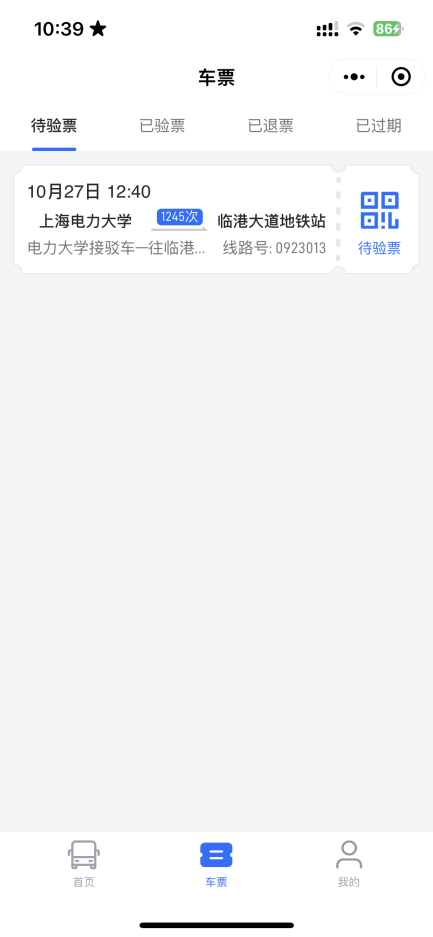 10:39
86
车票
待验票 已验票 已退票 已过期
10月27日 12:40
上海电力大学 1245次 临港大道地铁站
电力大学接驳车—往临港... 线路号: 0923013
待验票
首页 车票 我的